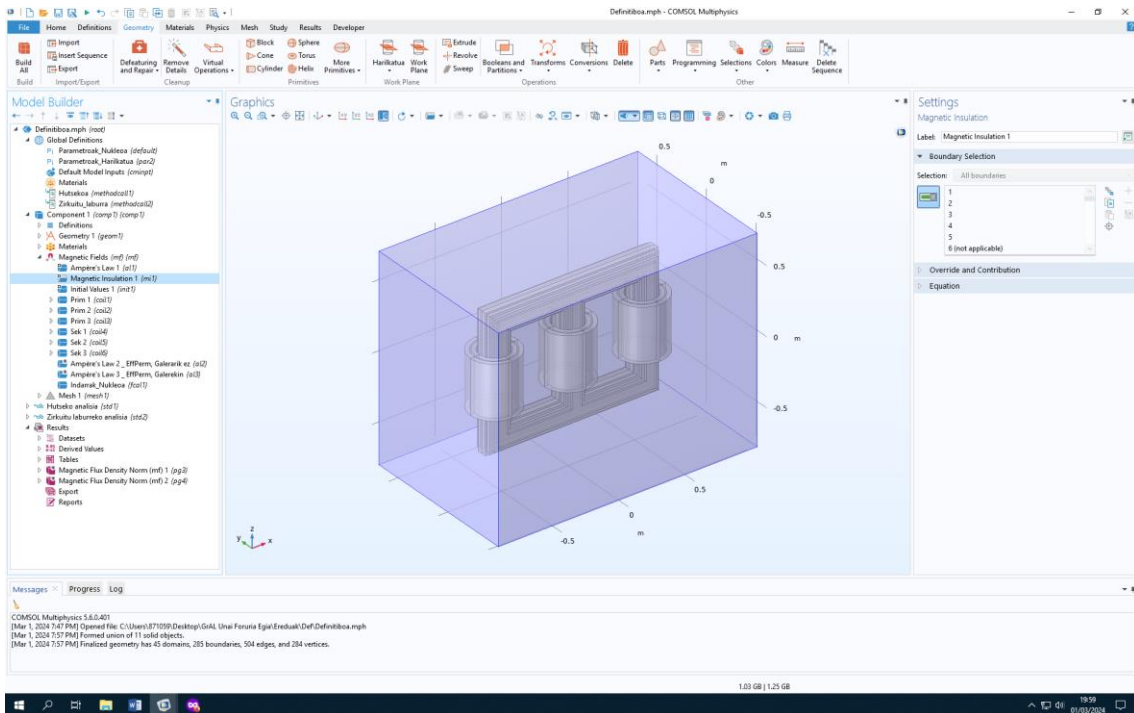 Definitiboa.mph - COMSOL Multiphysics
File Home Definitions Geometry Materials Physics Mesh Study Results Developer
Build All
Import
Insert Sequence
Export
Defeaturing and Repair
Remove Details
Virtual Operations
Block
Cone
Cylinder
Sphere
Torus
Helix
More Primitives
Harilkatua
Work Plane
Extrude
Revolve
Sweep
Booleans and Partitions
Transforms
Conversions
Delete
Parts
Programming
Selections
Colors
Measure
Delete Sequence
Build Import/Export Cleanup Primitives Work Plane Operations Other
Model Builder
Definitiboa.mph (root)
Global Definitions
Pi Parametroak_Nukleoa (default)
Pi Parametroak_Harilkatua (par2)
Default Model Inputs (cminpt)
Materials
Hutsekoa (methodcall1)
Zirkuitu_laburra (methodcall2)
Component 1 (comp1) (comp1)
Definitions
Geometry 1 (geom1)
Materials
Magnetic Fields (mf) (mf)
Ampère's Law 1 (al1)
Magnetic Insulation 1 (mi1)
Initial Values 1 (init1)
Prim 1 (coil1)
Prim 2 (coil2)
Prim 3 (coil3)
Sek 1 (coil4)
Sek 2 (coil5)
Sek 3 (coil6)
Ampère's Law 2 _ EffPerm, Galerarik ez (al2)
Ampère's Law 3 _ EffPerm, Galerekin (al3)
Indarrak_Nukleoa (fcal1)
Mesh 1 (mesh1)
Hutseko analisia (std1)
Zirkuitu laburreko analisia (std2)
Results
Datasets
Derived Values
Tables
Magnetic Flux Density Norm (mf) 1 (pg3)
Magnetic Flux Density Norm (mf) 2 (pg4)
Export
Reports
Graphics
0.5
m
0
-0.5
0.5
0 m
-0.5
0.5
0
m
-0.5
z
y x
Settings
Magnetic Insulation
Label: Magnetic Insulation 1
Boundary Selection
Selection: All boundaries
1
2
3
4
5
6 (not applicable)
Override and Contribution
Equation
Messages Progress Log
COMSOL Multiphysics 5.6.0.401
[Mar 1, 2024 7:47 PM] Opened file: C:\Users\871059\Desktop\GrAL Unai Foruria Egia\Ereduak\Def\Definitiboa.mph
[Mar 1, 2024 7:57 PM] Formed union of 11 solid objects.
[Mar 1, 2024 7:57 PM] Finalized geometry has 45 domains, 285 boundaries, 504 edges, and 284 vertices.
1.03 GB | 1.25 GB
19:59
01/03/2024